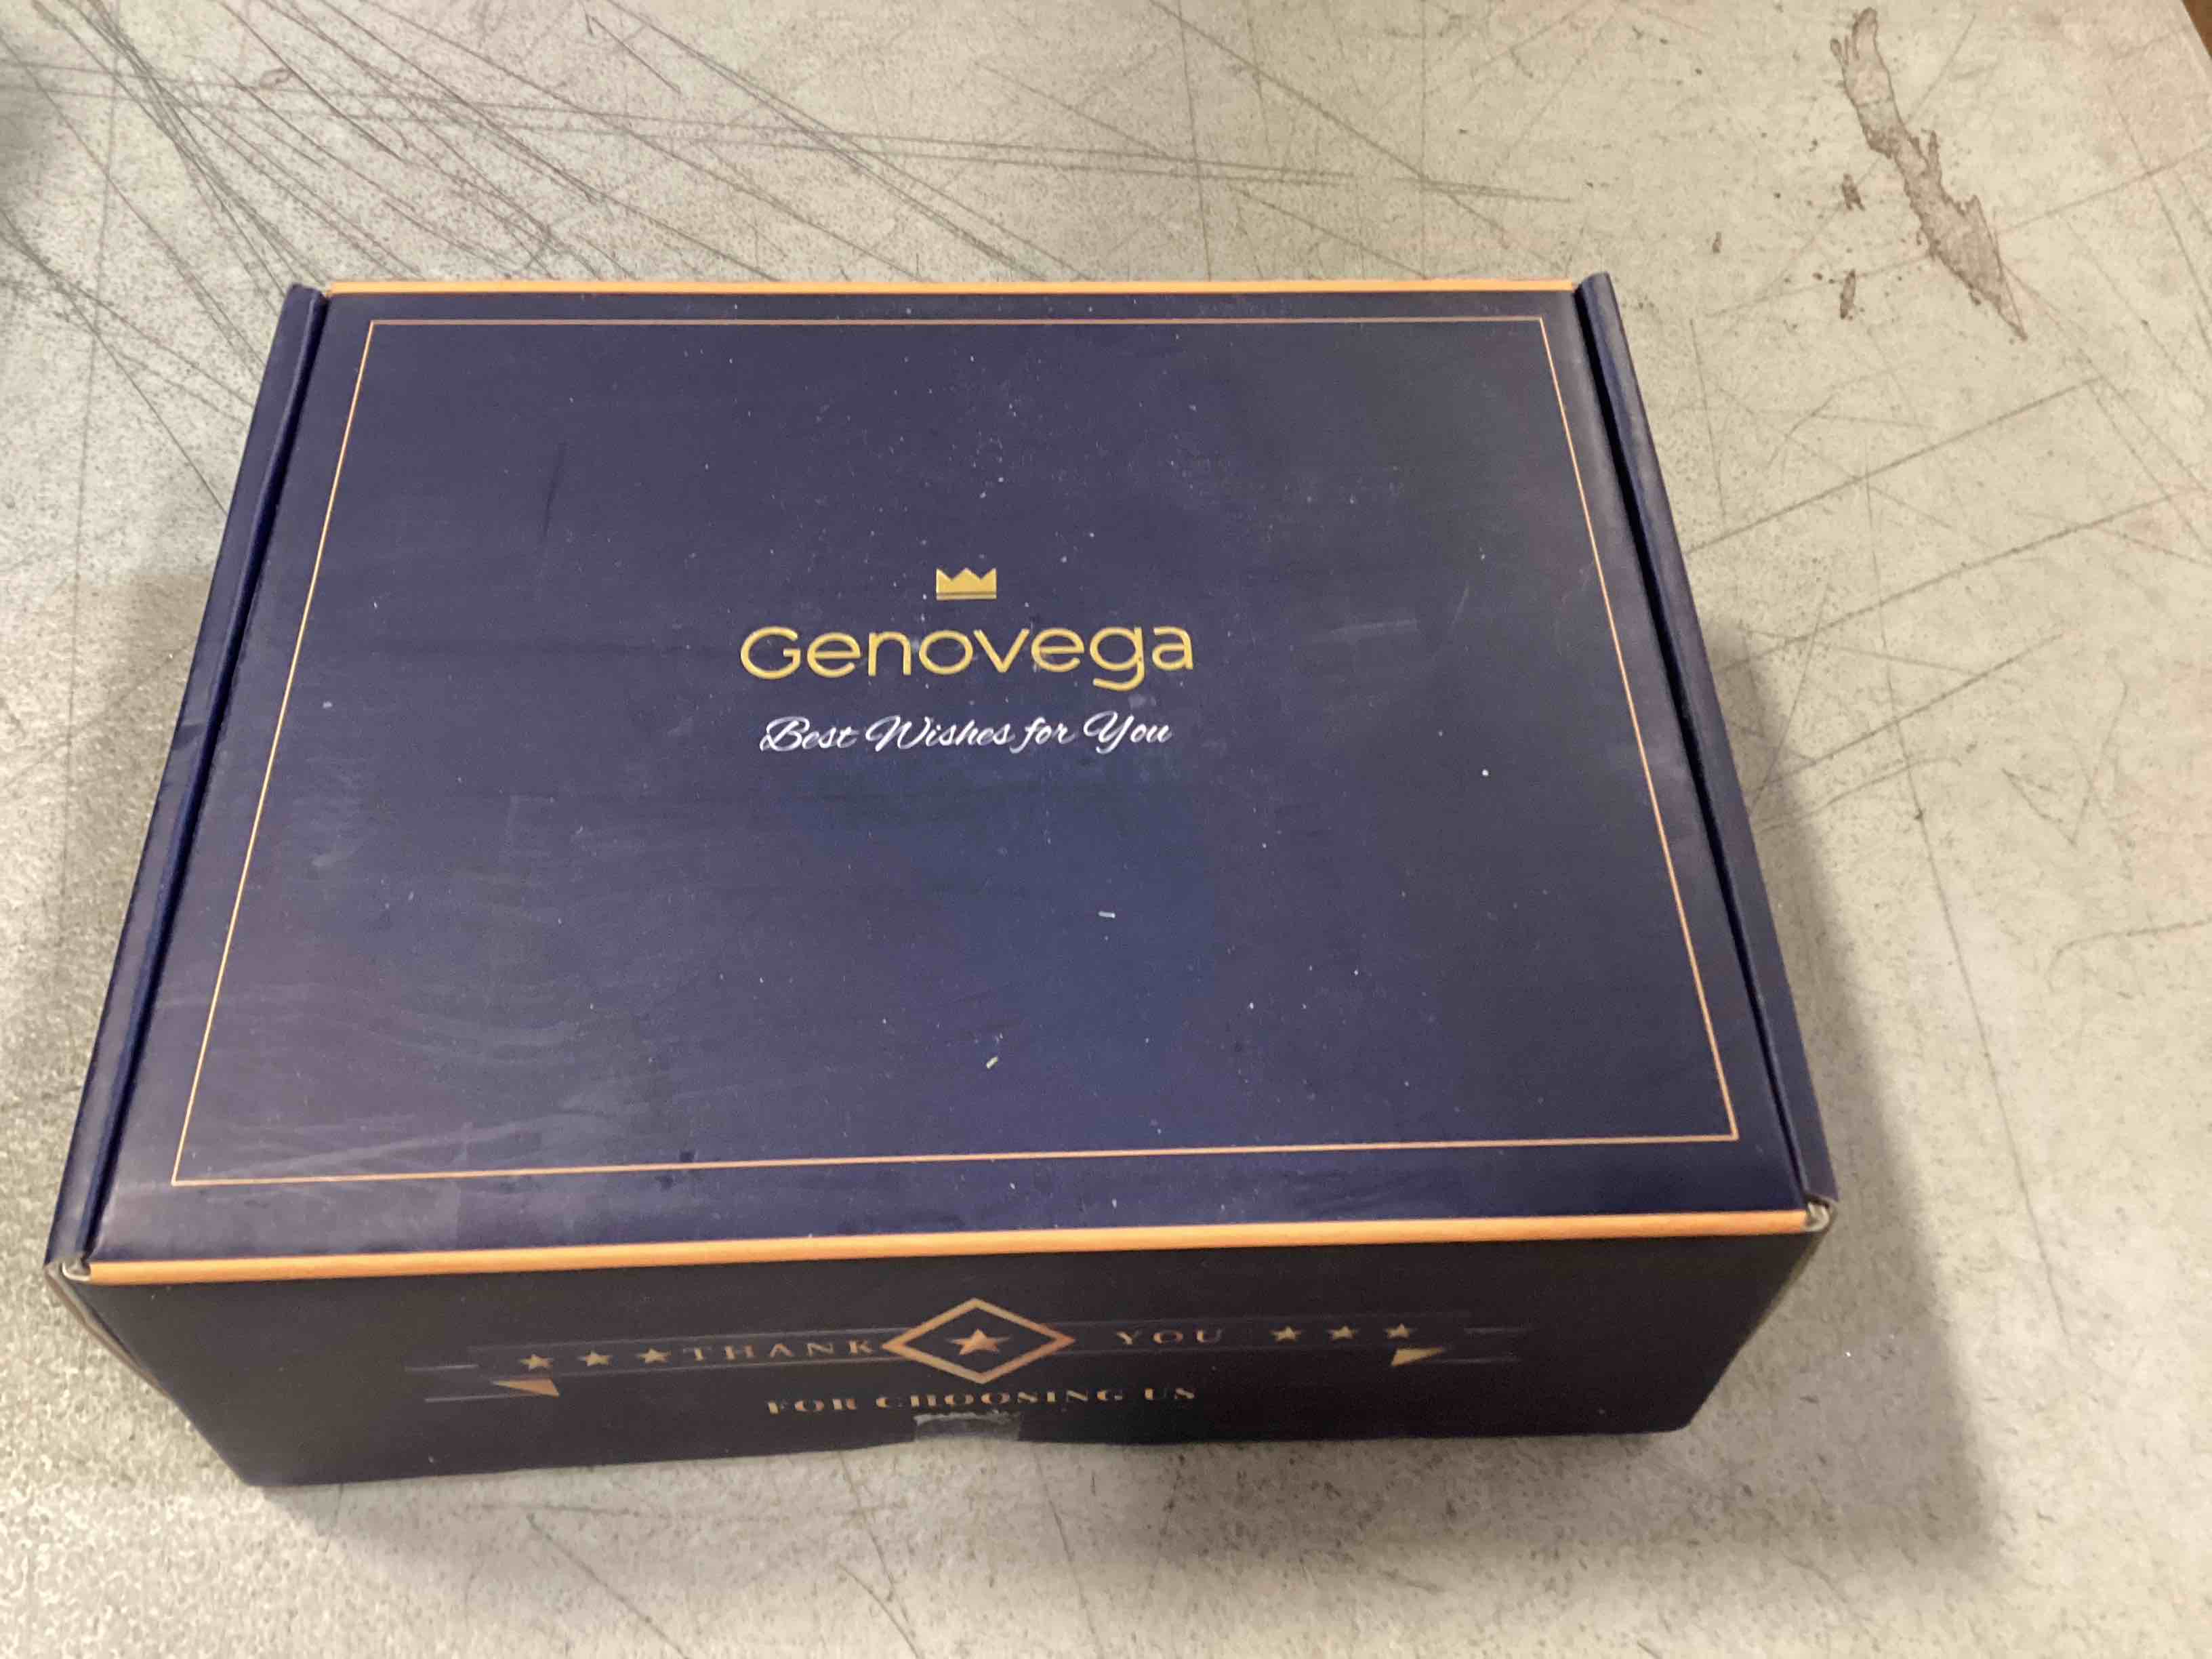 Genovega
Best Wishes for You
THANK YOU
FOR CHOOSING US